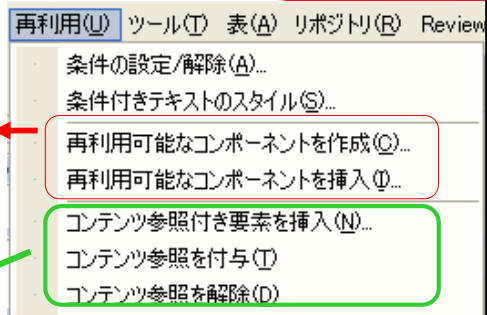 再利用(U) ツール(T) 表(A) リポジトリ(R) Review
条件の設定/解除(A)...
条件付きテキストのスタイル(S)...
再利用可能なコンポーネントを作成(C)...
再利用可能なコンポーネントを挿入(I)...
コンテンツ参照付き要素を挿入(N)...
コンテンツ参照を付与(T)
コンテンツ参照を解除(D)